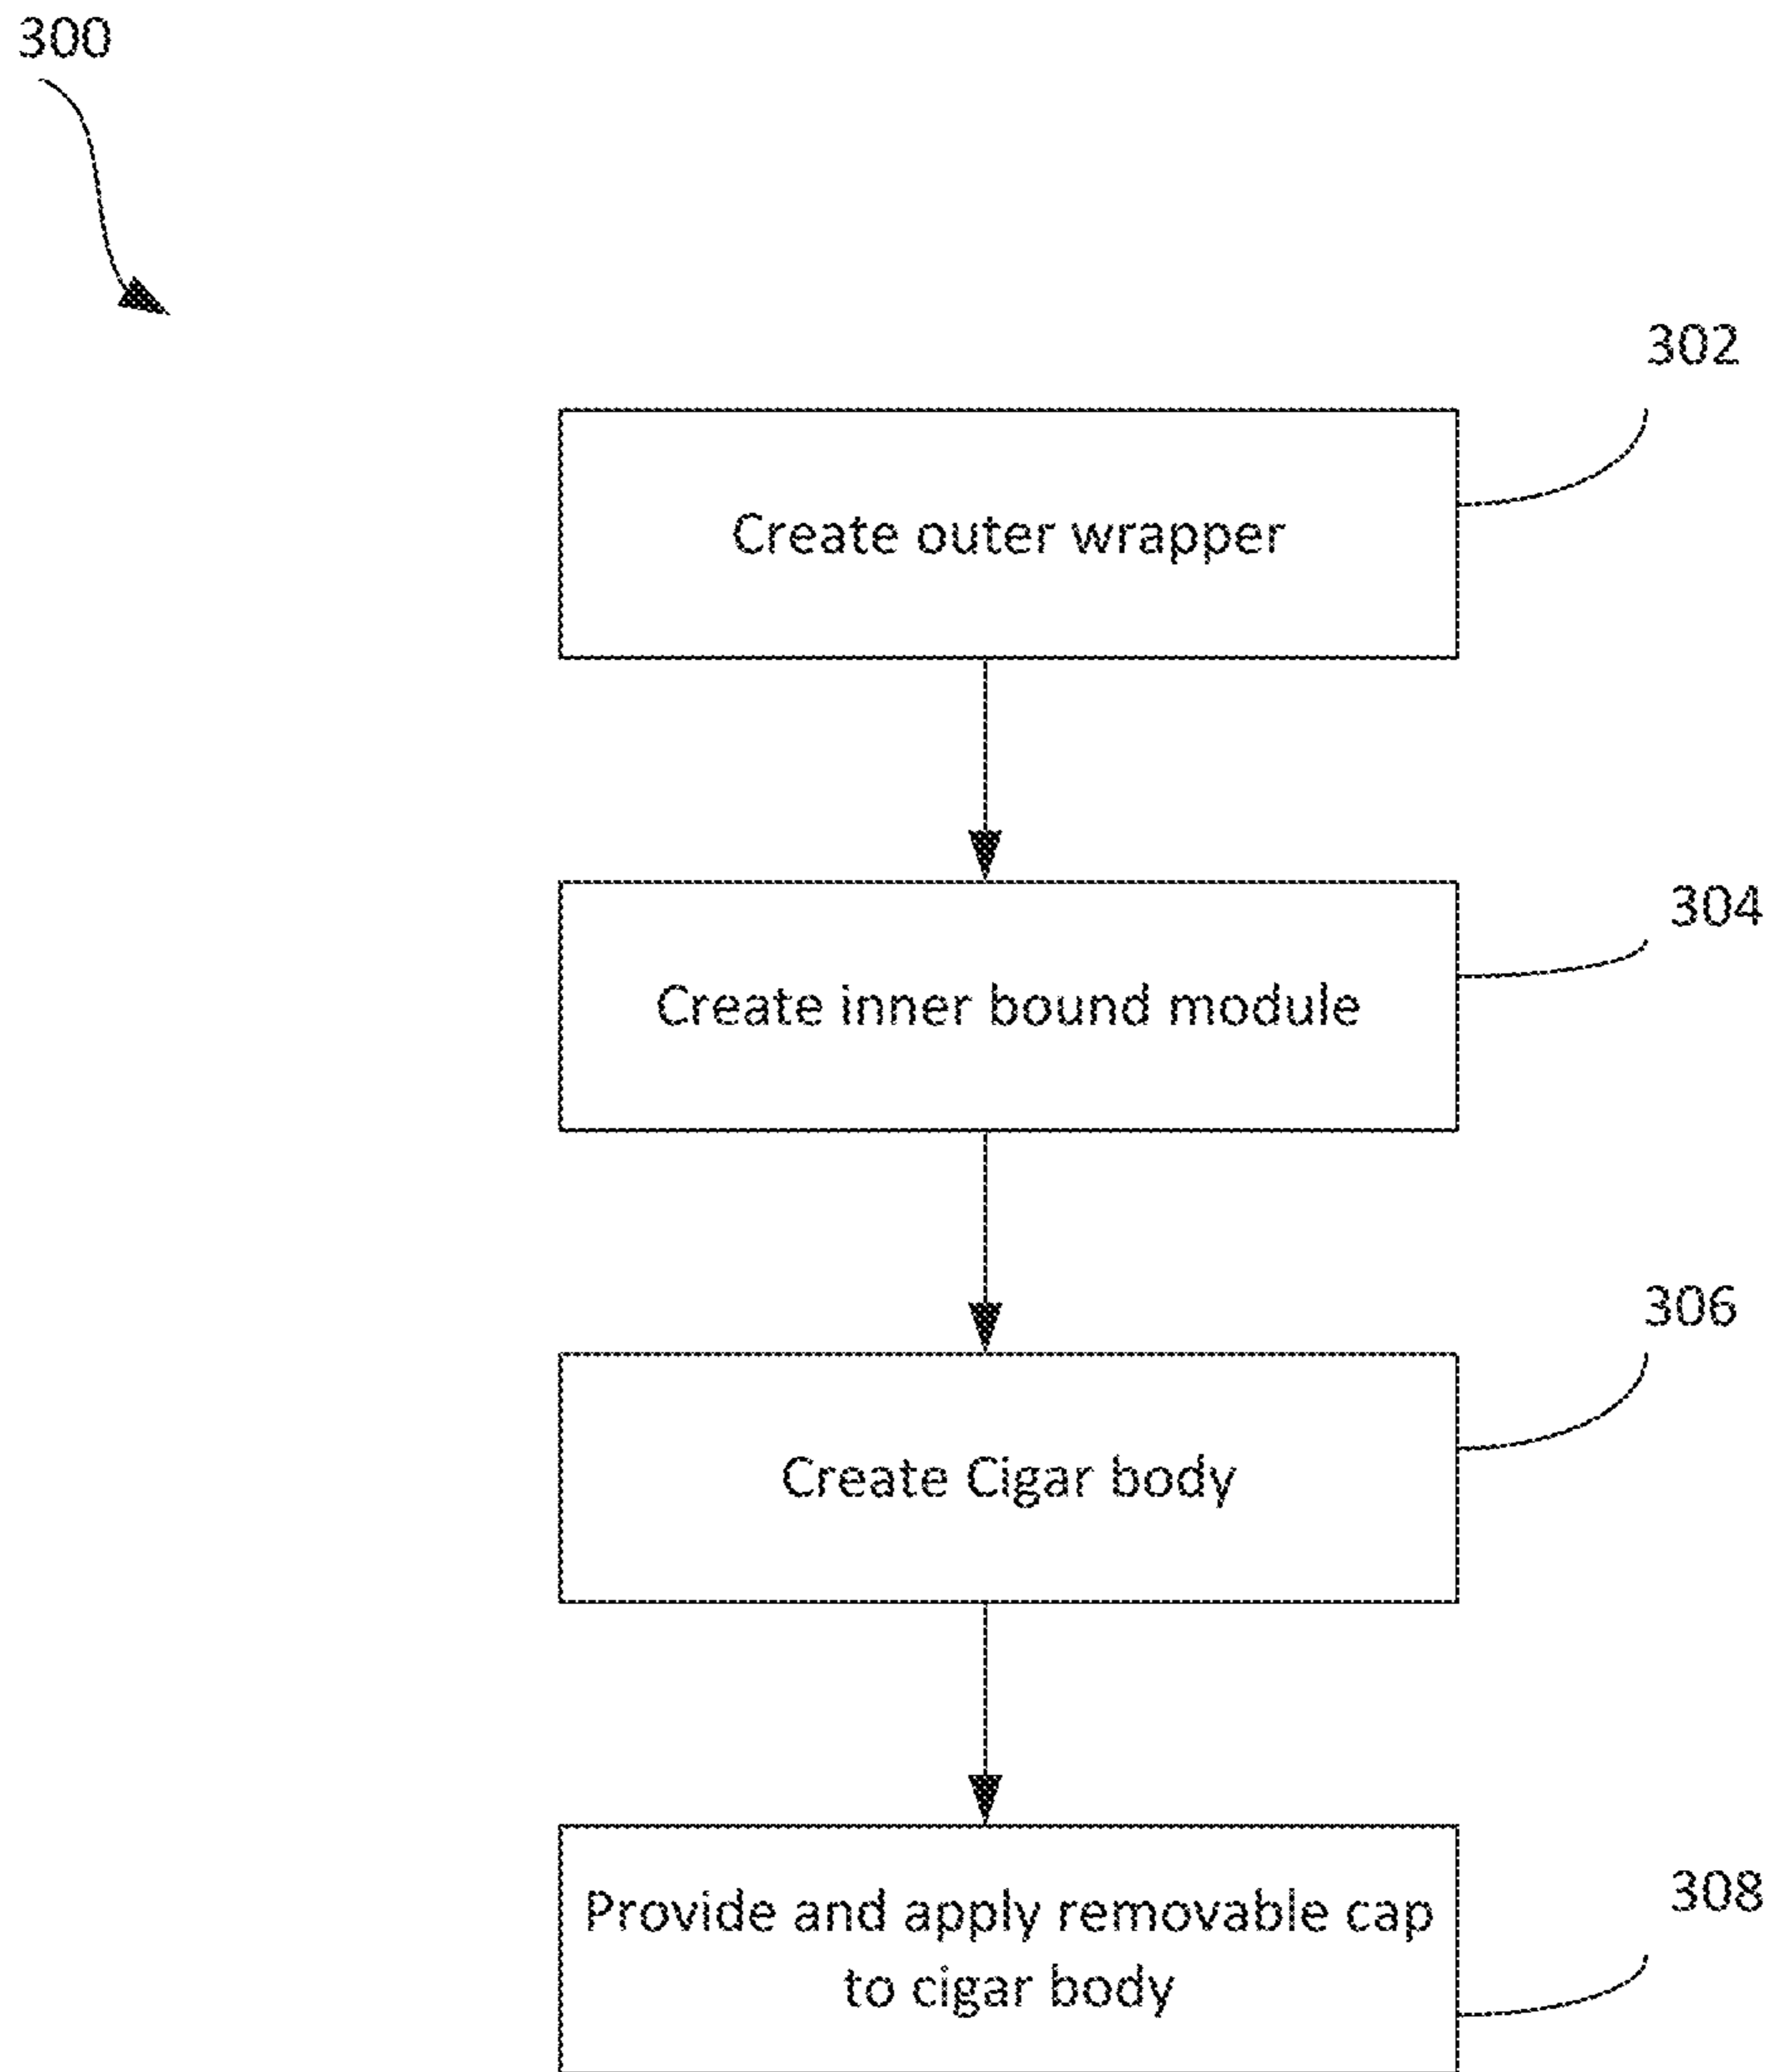 300
302
Create outer wrapper
304
Create inner bound module
306
Create Cigar body
308
Provide and apply removable cap
to cigar body